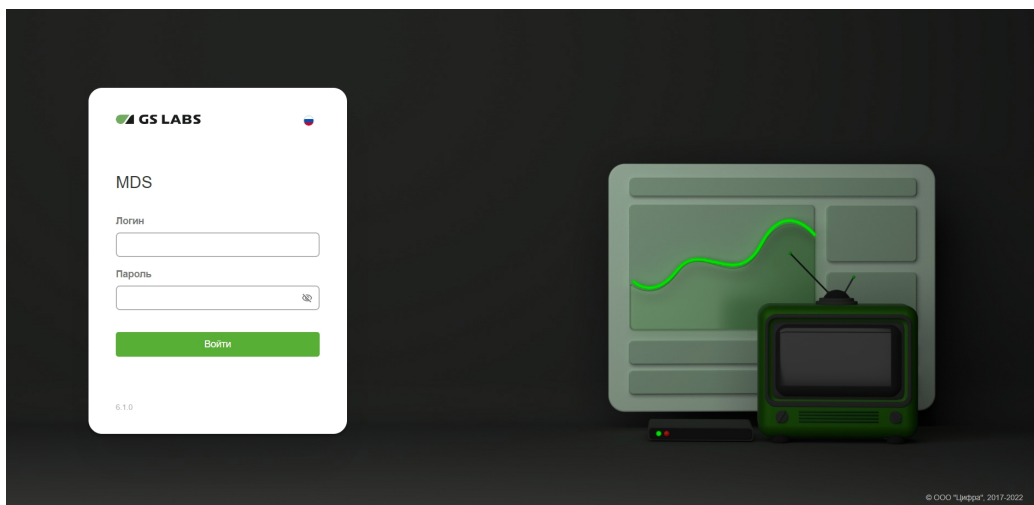 GS LABS
MDS
Логин
Пароль
Войти
6.1.0
© ООО "Цифра", 2017-2022